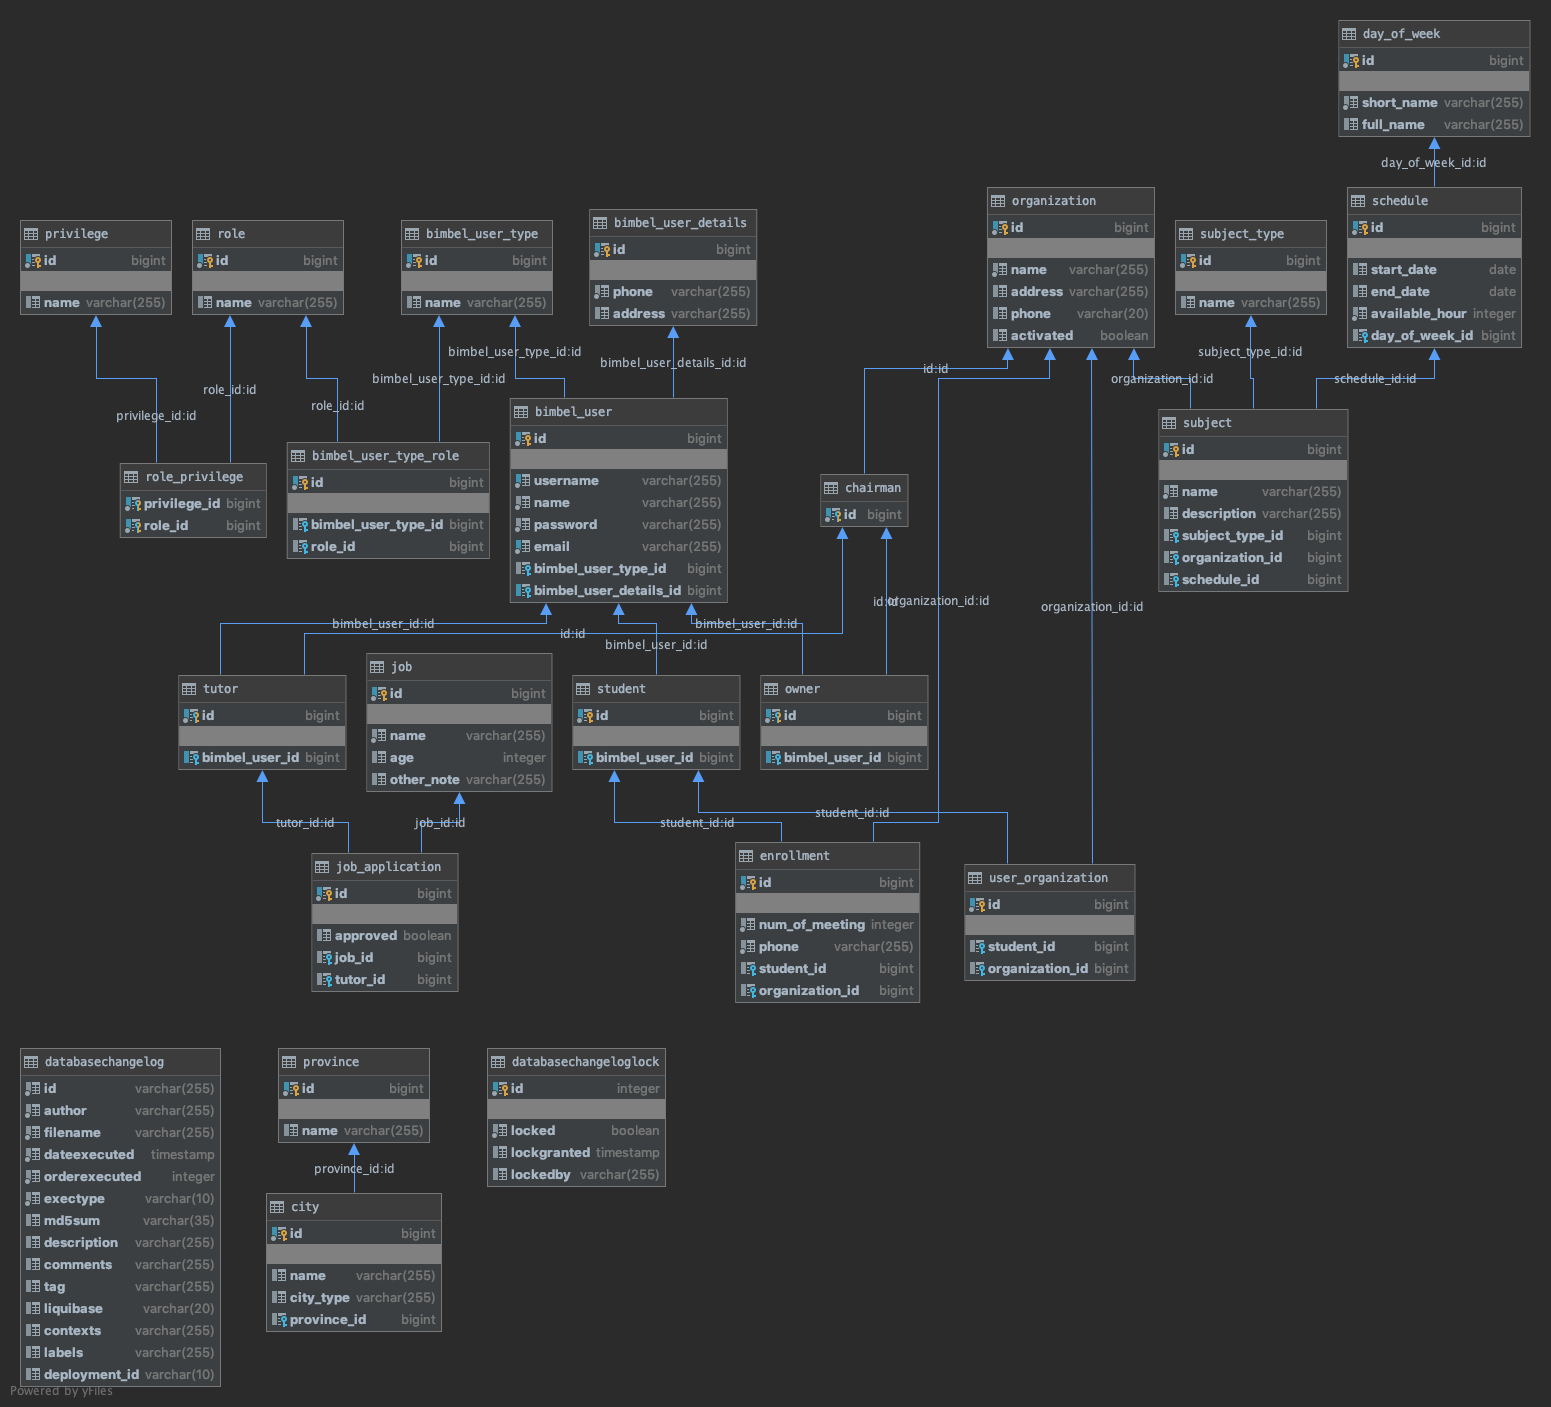 day_of_week
id bigint
short_name varchar(255)
full_name varchar(255)
day_of_week_id:id
privilege
id bigint
name varchar(255)
role
id bigint
name varchar(255)
bimbel_user_type
id bigint
name varchar(255)
bimbel_user_details
id bigint
phone varchar(255)
address varchar(255)
organization
id bigint
name varchar(255)
address varchar(255)
phone varchar(20)
activated boolean
subject_type
id bigint
name varchar(255)
schedule
id bigint
start_date date
end_date date
available_hour integer
day_of_week_id bigint
bimbel_user_type_id:id
bimbel_user_details_id:id
id:id
subject_type_id:id
bimbel_user_type_id:id
organization_id:id
schedule_id:id
role_id:id
role_id:id
privilege_id:id
role_privilege
privilege_id bigint
role_id bigint
bimbel_user_type_role
id bigint
bimbel_user_type_id bigint
role_id bigint
bimbel_user
id bigint
username varchar(255)
name varchar(255)
password varchar(255)
email varchar(255)
bimbel_user_type_id bigint
bimbel_user_details_id bigint
chairman
id bigint
subject
id bigint
name varchar(255)
description varchar(255)
subject_type_id bigint
organization_id bigint
schedule_id bigint
id:id
organization_id:id
organization_id:id
bimbel_user_id:id
id:id
bimbel_user_id:id
bimbel_user_id:id
tutor
id bigint
bimbel_user_id bigint
job
id bigint
name varchar(255)
age integer
other_note varchar(255)
student
id bigint
bimbel_user_id bigint
owner
id bigint
bimbel_user_id bigint
tutor_id:id
job_id:id
student_id:id
student_id:id
job_application
id bigint
approved boolean
job_id bigint
tutor_id bigint
enrollment
id bigint
num_of_meeting integer
phone varchar(255)
student_id bigint
organization_id bigint
user_organization
id bigint
student_id bigint
organization_id bigint
databasechangelog
id varchar(255)
author varchar(255)
filename varchar(255)
dateexecuted timestamp
orderexecuted integer
exectype varchar(10)
md5sum varchar(35)
description varchar(255)
comments varchar(255)
tag varchar(255)
liquibase varchar(20)
contexts varchar(255)
labels varchar(255)
deployment_id varchar(10)
province
id bigint
name varchar(255)
province_id:id
city
id bigint
name varchar(255)
city_type varchar(255)
province_id bigint
databasechangeloglock
id integer
locked boolean
lockgranted timestamp
lockedby varchar(255)
Powered by yFiles